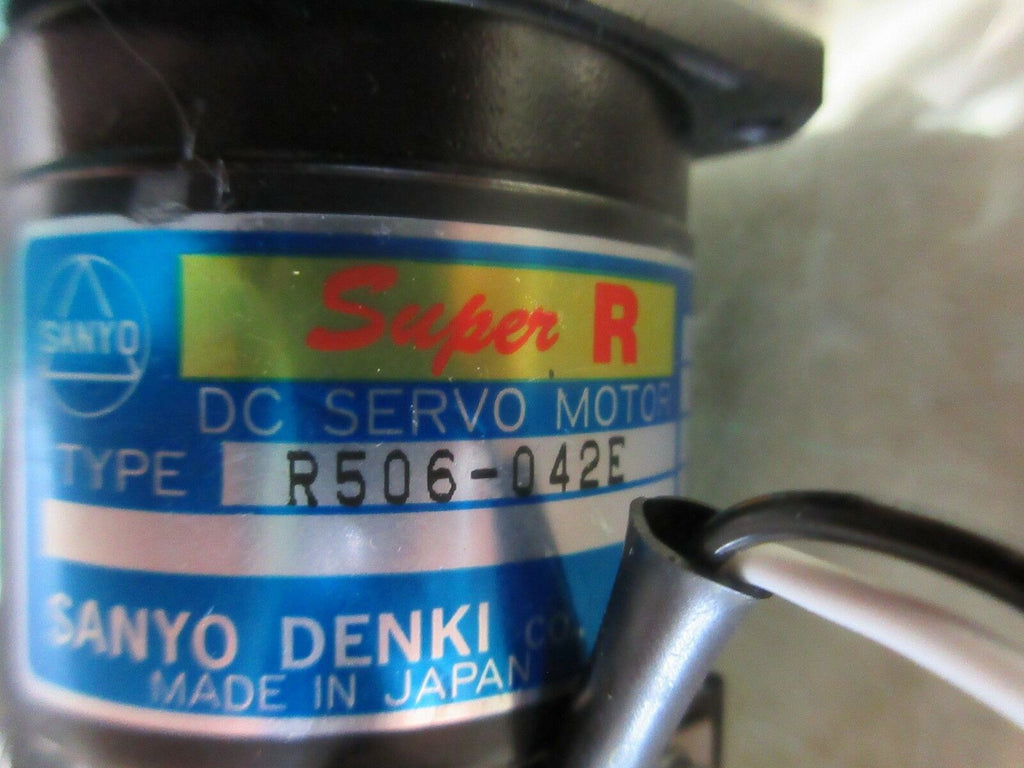 SANYO
Super R
DC SERVO MOTOR
TYPE R506-042E
SANYO DENKI CO.,
MADE IN JAPAN